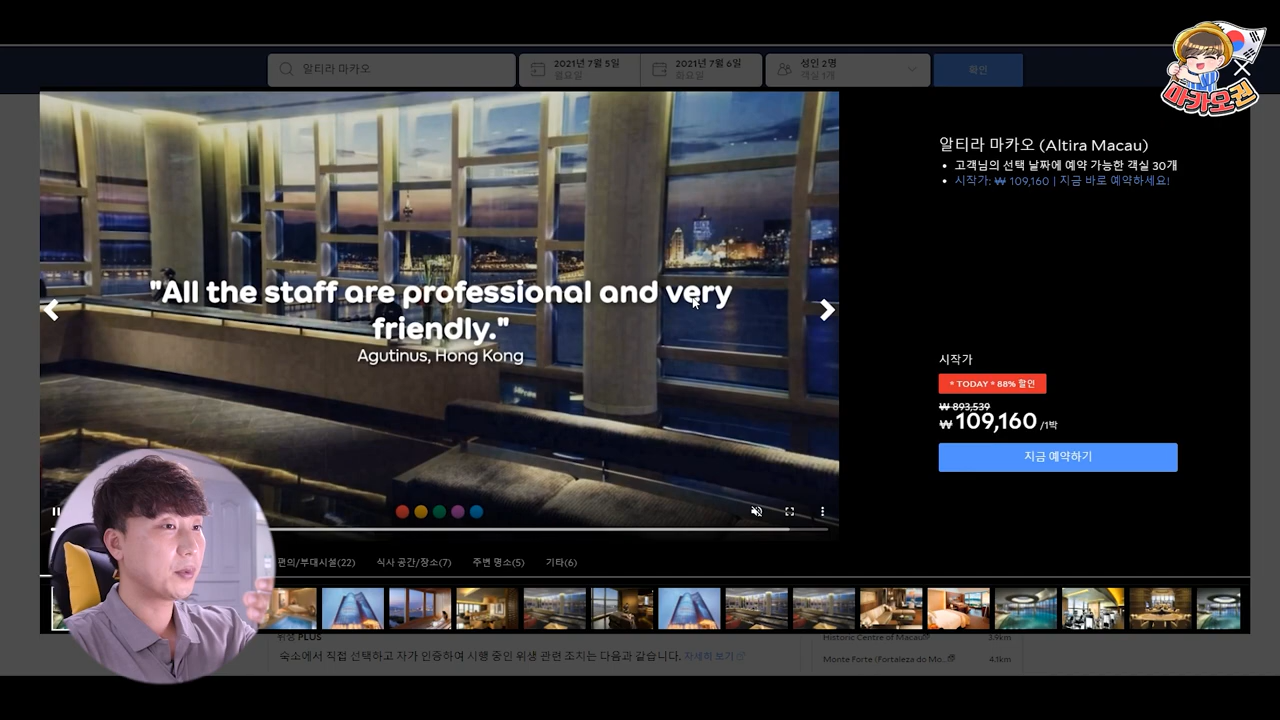 알티라 마카오
2021년 7월 5일
월요일
2021년 7월 6일
화요일
성인 2명
객실 1개
확인
마카오권
알티라 마카오 (Altira Macau)
고객님의 선택 날짜에 예약 가능한 객실 30개
시작가: ₩ 109,160 | 지금 바로 예약하세요!
"All the staff are professional and very
friendly."
Agutinus, Hong Kong
시작가
* TODAY * 88% 할인
₩ 893,539
₩ 109,160 /1박
지금 예약하기
편의/부대시설(22)
식사 공간/장소(7)
주변 명소(5)
기타(6)
위생 PLUS
숙소에서 직접 선택하고 자가 인증하여 시행 중인 위생 관련 조치는 다음과 같습니다. 자세히 보기
Historic Centre of Macau
3.9km
Monte Forte (Fortaleza do Mo...
4.1km